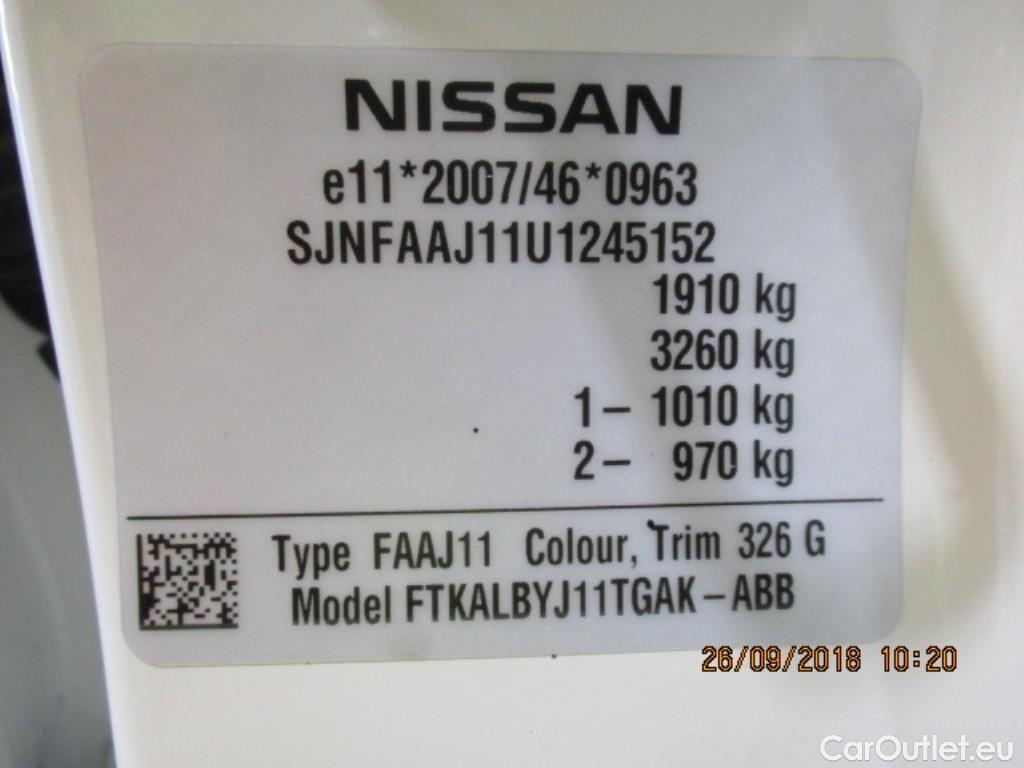 NISSAN
e11*2007/46*0963
SJNFAAJ11U1245152
1910 kg
3260 kg
1– 1010 kg
2– 970 kg
Type FAAJ11 Colour, Trim 326 G
Model FTKALBYJ11TGAK–ABB
26/09/2018 10:20
CarOutlet.eu